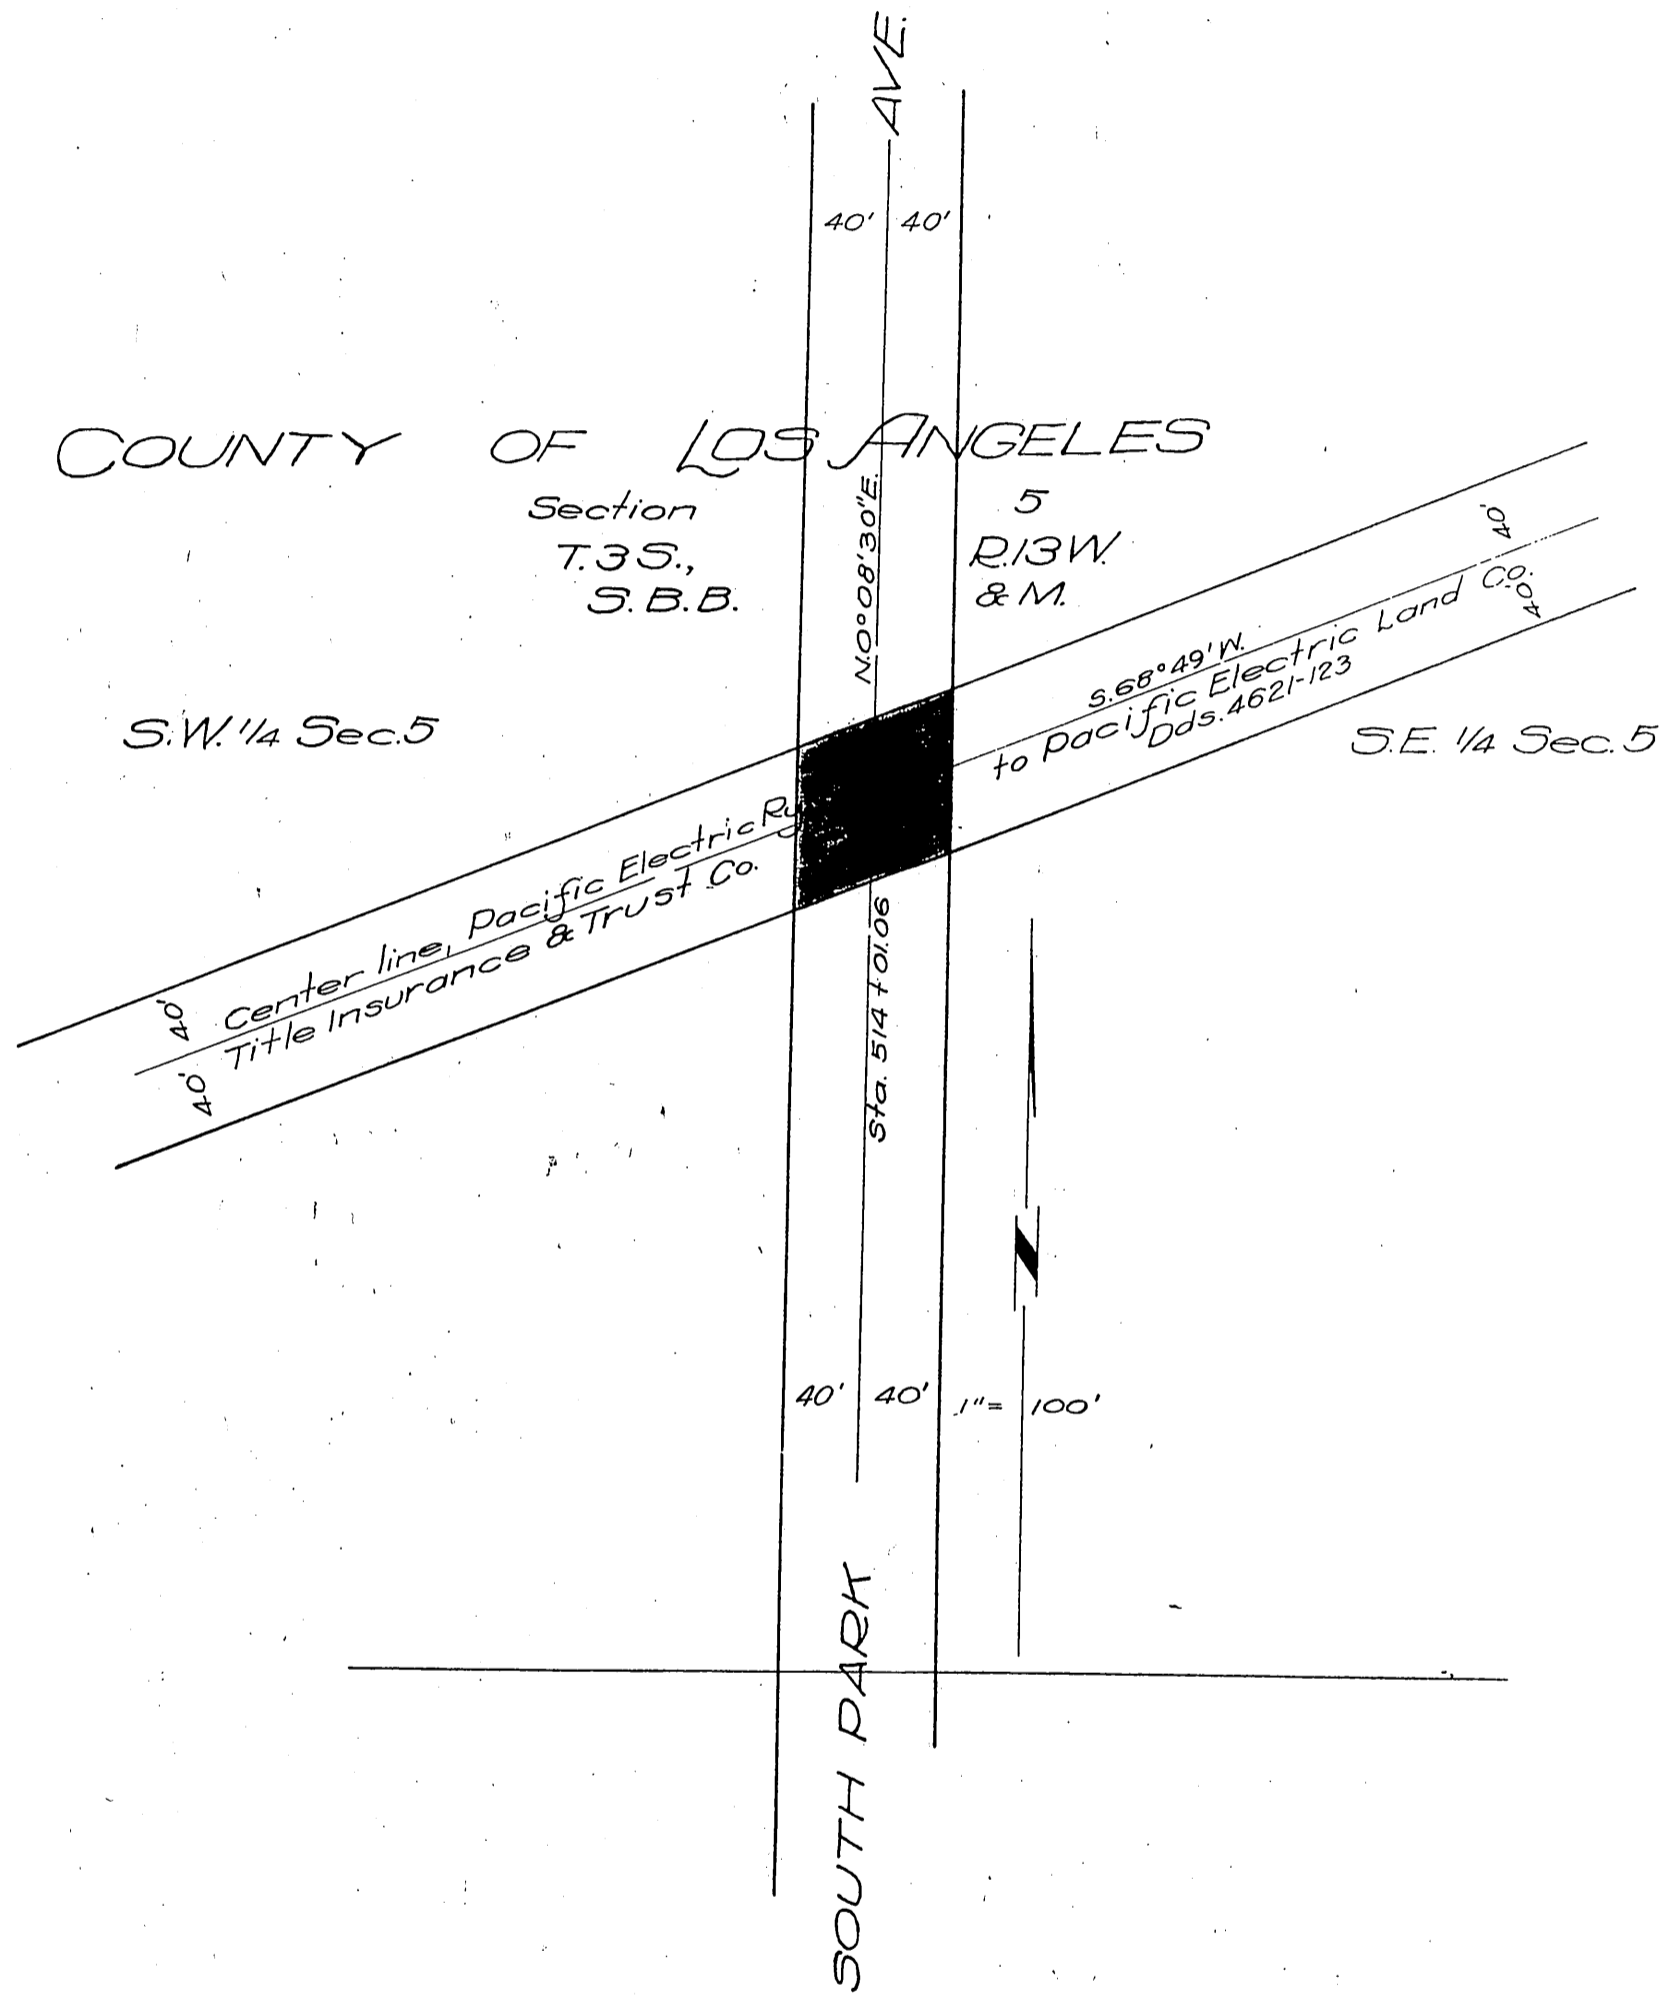 AVE.
40' 40'
COUNTY OF LOS ANGELES
Section 5
T.3S., R.13W.
S.B.B. & M.
N.0°08'30"E.
40'
S.68°49'W.
to Pacific Electric Land Co.
Dds. 4621-123
40'
S.W. 1/4 Sec. 5
S.E. 1/4 Sec. 5
Center line, Pacific Electric Ry
Title Insurance & Trust Co.
40'
40'
Sta. 514+01.06
N
40' 40'
1"= 100'
SOUTH PARK